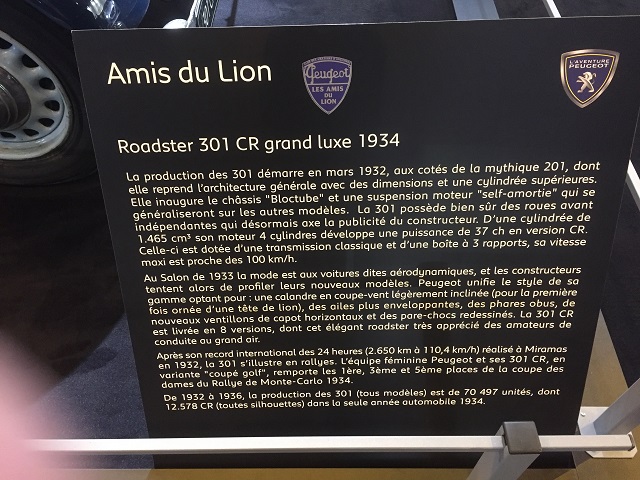 Amis du Lion
Peugeot
LES AMIS
DU
LION
L'AVENTURE
PEUGEOT
Roadster 301 CR grand luxe 1934
La production des 301 démarre en mars 1932, aux cotés de la mythique 201, dont
elle reprend l'architecture générale avec des dimensions et une cylindrée supérieures.
Elle inaugure le châssis "Bloctube" et une suspension moteur "self-amortie" qui se
généraliseront sur les autres modèles. La 301 possède bien sûr des roues avant
indépendantes qui désormais axe la publicité du constructeur. D'une cylindrée de
1.465 cm³ son moteur 4 cylindres développe une puissance de 37 ch en version CR.
Celle-ci est dotée d'une transmission classique et d'une boîte à 3 rapports, sa vitesse
maxi est proche des 100 km/h.
Au Salon de 1933 la mode est aux voitures dites aérodynamiques, et les constructeurs
tentent alors de profiler leurs nouveaux modèles. Peugeot unifie le style de sa
gamme optant pour : une calandre en coupe-vent légèrement inclinée (pour la première
fois ornée d'une tête de lion), des ailes plus enveloppantes, des phares obus, de
nouveaux ventillons de capot horizontaux et des pare-chocs redessinés. La 301 CR
est livrée en 8 versions, dont cet élégant roadster très apprécié des amateurs de
conduite au grand air.
Après son record international des 24 heures (2.650 km à 110,4 km/h) réalisé à Miramas
en 1932, la 301 s'illustre en rallyes. L'équipe féminine Peugeot et ses 301 CR, en
variante "coupé golf", remporte les 1ère, 3ème et 5ème places de la coupe des
dames du Rallye de Monte-Carlo 1934.
De 1932 à 1936, la production des 301 (tous modèles) est de 70 497 unités, dont
12.578 CR (toutes silhouettes) dans la seule année automobile 1934.